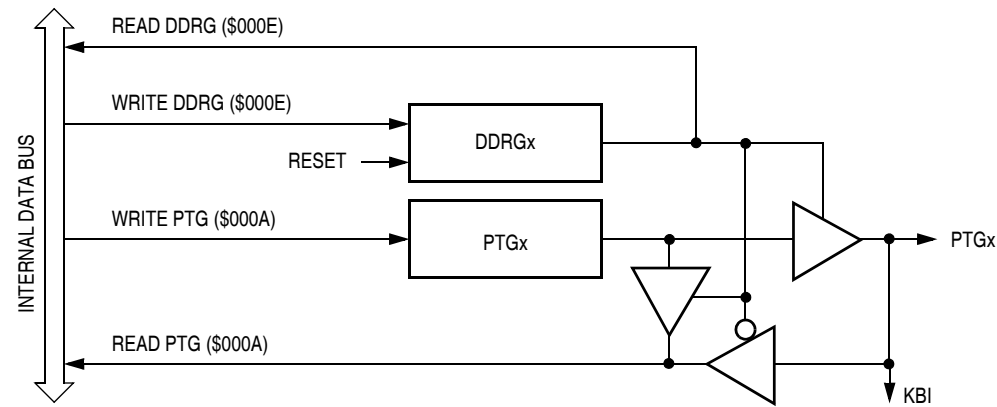 READ DDRG ($000E)
WRITE DDRG ($000E)
DDRGx
RESET
INTERNAL DATA BUS
WRITE PTG ($000A)
PTGx
PTGx
READ PTG ($000A)
KBI